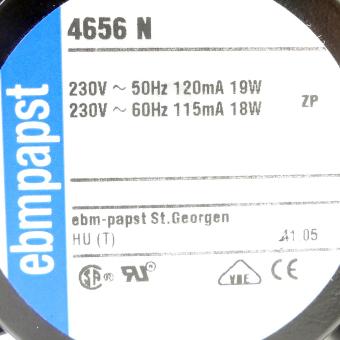 4656 N
230V ~ 50Hz 120mA 19W
230V ~ 60Hz 115mA 18W
ZP
ebmpapst
ebm-papst St.Georgen
HU (T)
41.05
VDE
CE